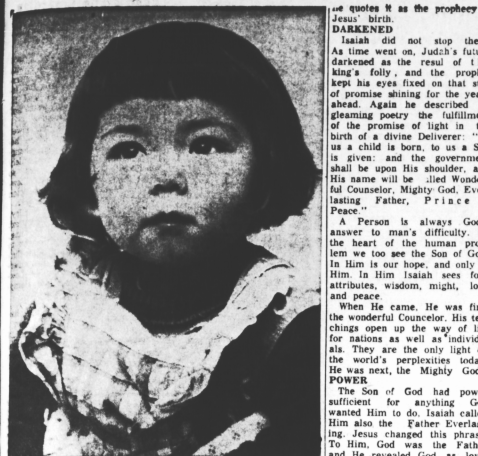 he quotes it as the prophecy
Jesus' birth.
DARKENED
Isaiah did not stop the
As time went on, Judah's futu
darkened as the resul of t
king's folly, and the proph
kept his eyes fixed on that st
of promise shining for the yea
ahead. Again he described
gleaming poetry the fulfillme
of the promise of light in t
birth of a divine Deliverer: "
us a child is born, to us a S
is given: and the governme
shall be upon His shoulder, a
His name will be lled Wond
ful Counselor, Mighty God, Eve
lasting Father, Prince
Peace."
A Person is always God
answer to man's difficulty.
the heart of the human pro
lem we too see the Son of Go
In Him is our hope, and only
Him. In Him Isaiah sees fo
attributes, wisdom, might, lo
and peace.
When He came, He was fir
the wonderful Councelor. His te
chings open up the way of li
for nations as well as individ
als. They are the only light
the world's perplexities toda
He was next, the Mighty God
POWER
The Son of God had pow
sufficient for anything G
wanted Him to do. Isaiah calle
Him also the Father Everlas
ing. Jesus changed this phras
To Him, God was the Fath
and He revealed God as lov